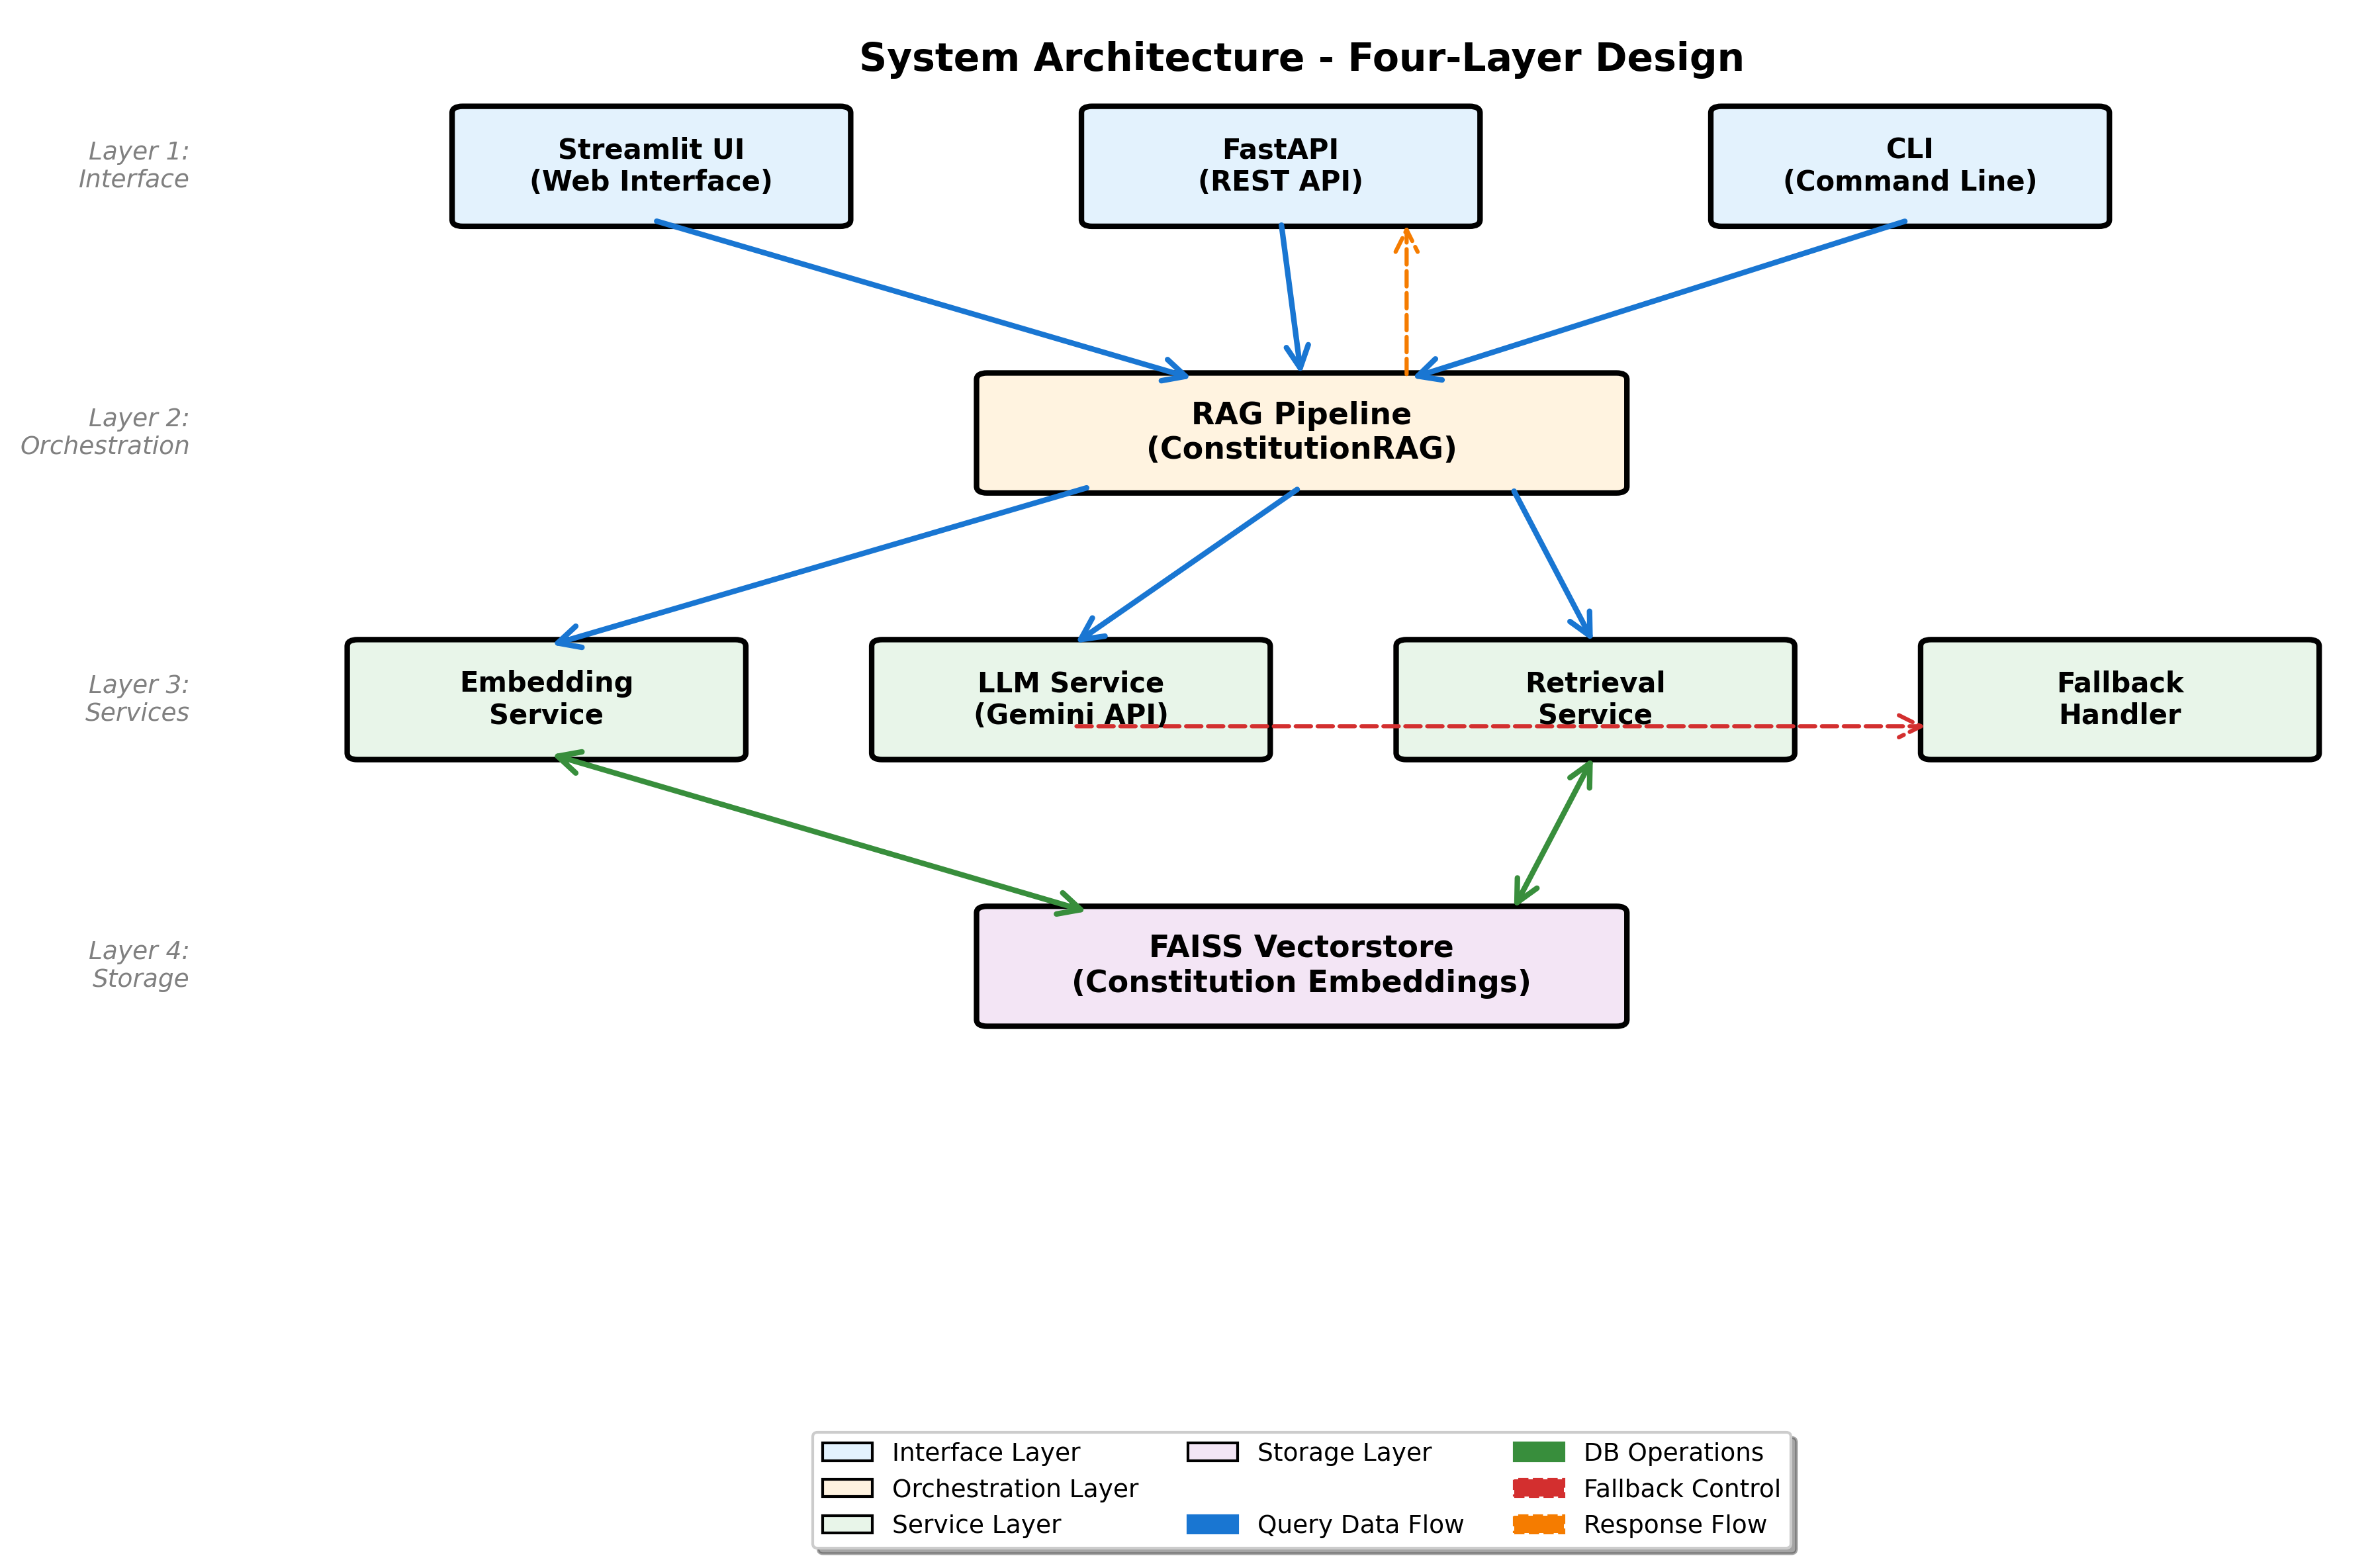 System Architecture - Four-Layer Design
Layer 1:
Interface
Streamlit UI
(Web Interface)
FastAPI
(REST API)
CLI
(Command Line)
Layer 2:
Orchestration
RAG Pipeline
(ConstitutionRAG)
Layer 3:
Services
Embedding
Service
LLM Service
(Gemini API)
Retrieval
Service
Fallback
Handler
Layer 4:
Storage
FAISS Vectorstore
(Constitution Embeddings)
Interface Layer
Orchestration Layer
Service Layer
Storage Layer
Query Data Flow
DB Operations
Fallback Control
Response Flow